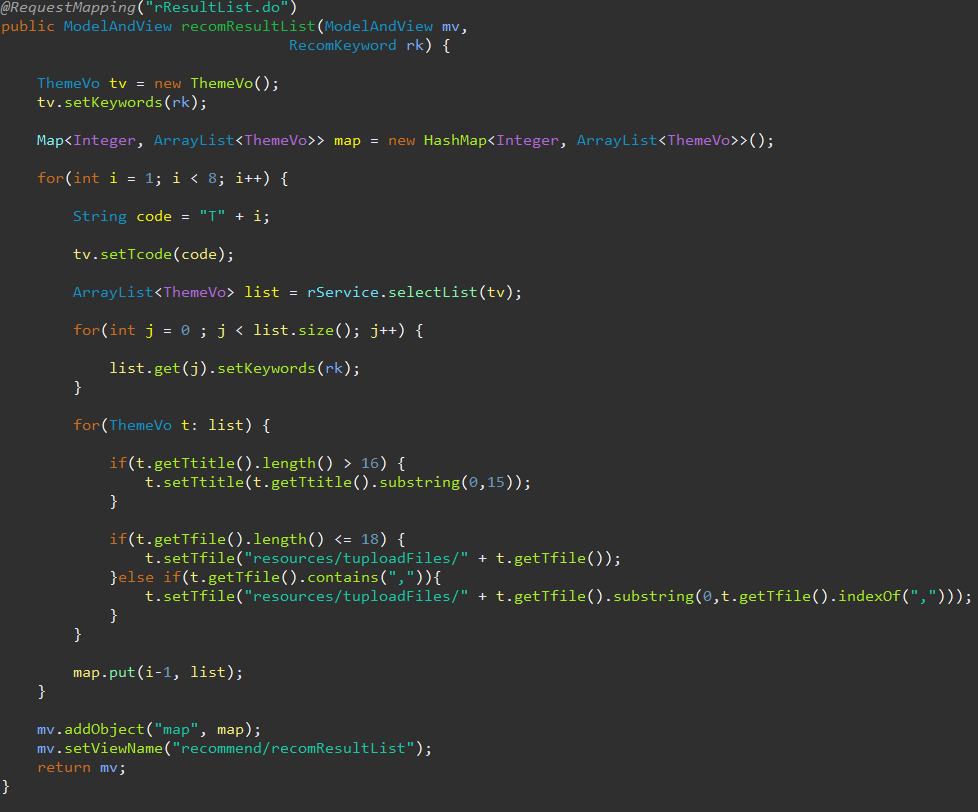 @RequestMapping("rResultList.do")
public ModelAndView recomResultList(ModelAndView mv,
                                RecomKeyword rk) {

    ThemeVo tv = new ThemeVo();
    tv.setKeywords(rk);

    Map<Integer, ArrayList<ThemeVo>> map = new HashMap<Integer, ArrayList<ThemeVo>>();

    for(int i = 1; i < 8; i++) {

        String code = "T" + i;

        tv.setTcode(code);

        ArrayList<ThemeVo> list = rService.selectList(tv);

        for(int j = 0 ; j < list.size(); j++) {

            list.get(j).setKeywords(rk);
        }

        for(ThemeVo t: list) {

            if(t.getTtitle().length() > 16) {
                t.setTtitle(t.getTtitle().substring(0,15));
            }

            if(t.getTfile().length() <= 18) {
                t.setTfile("resources/tuploadFiles/" + t.getTfile());
            }else if(t.getTfile().contains(",")){
                t.setTfile("resources/tuploadFiles/" + t.getTfile().substring(0,t.getTfile().indexOf(",")));
            }
        }

        map.put(i-1, list);
    }

    mv.addObject("map", map);
    mv.setViewName("recommend/recomResultList");
    return mv;
}